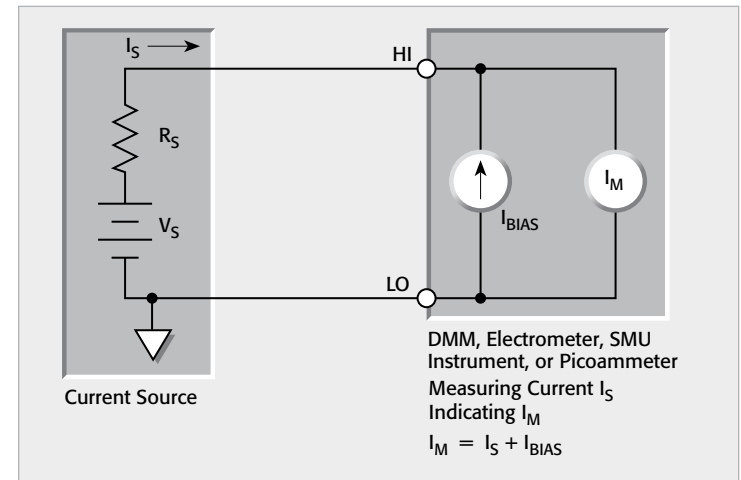 I_S
HI
R_S
I_M
I_BIAS
V_S
LO
Current Source
DMM, Electrometer, SMU
Instrument, or Picoammeter
Measuring Current I_S
Indicating I_M
I_M = I_S + I_BIAS